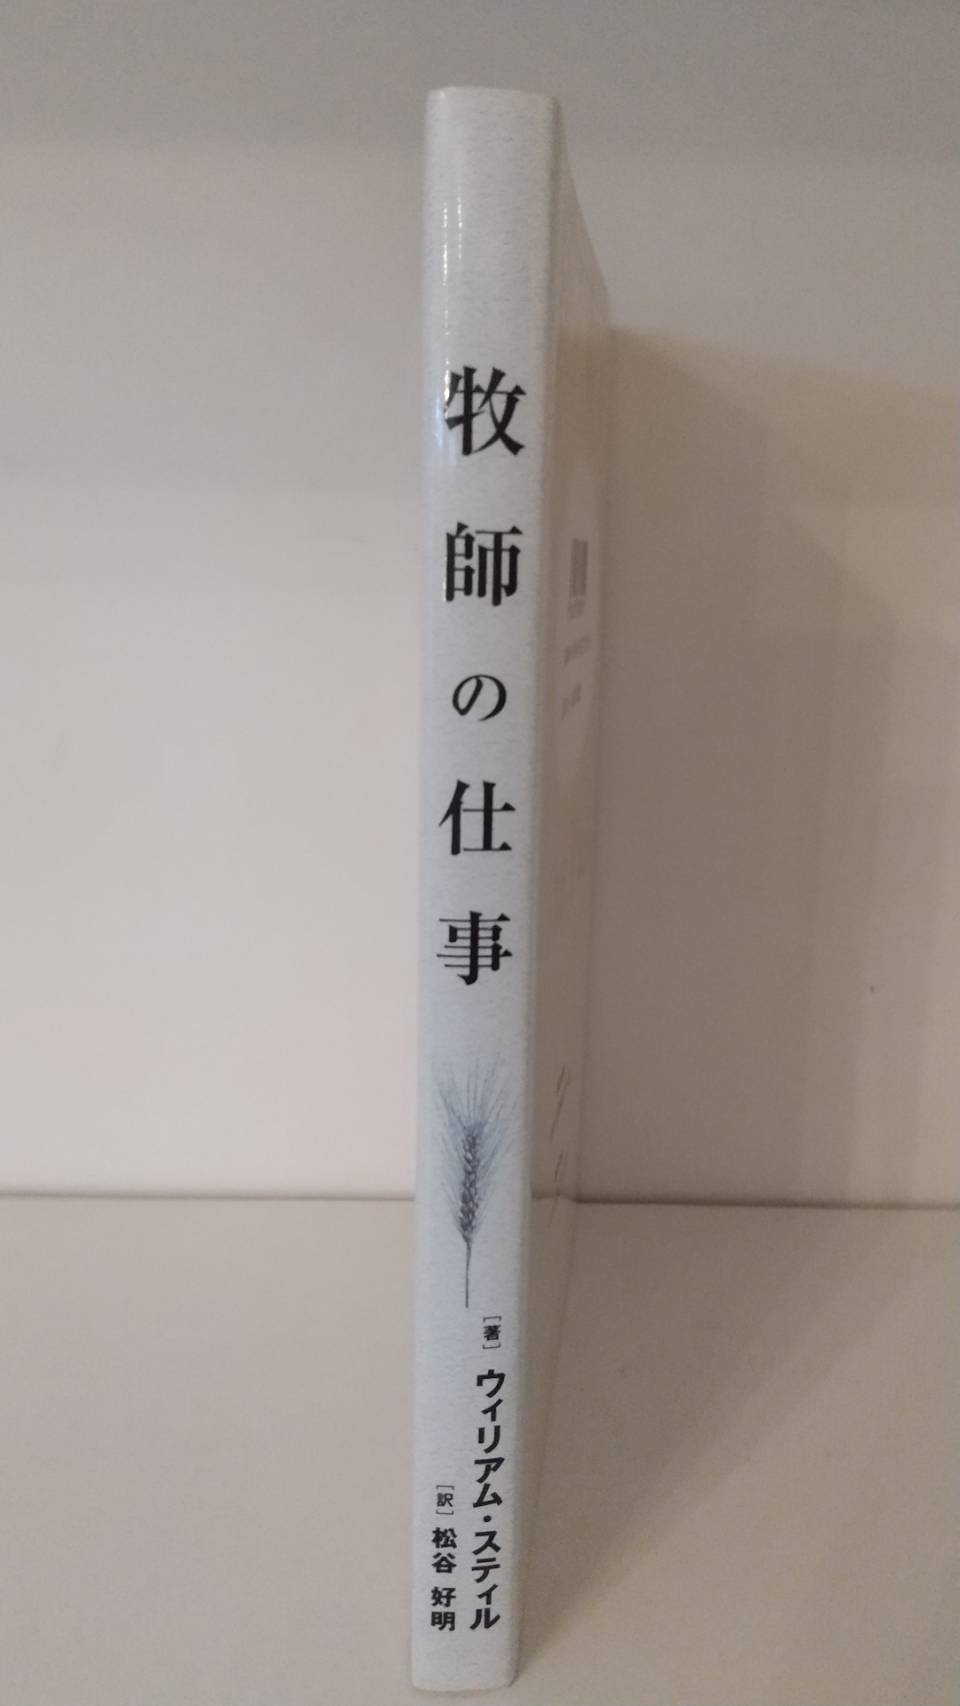 牧師の仕事
[著] ウィリアム・スティル
[訳] 松谷 好明